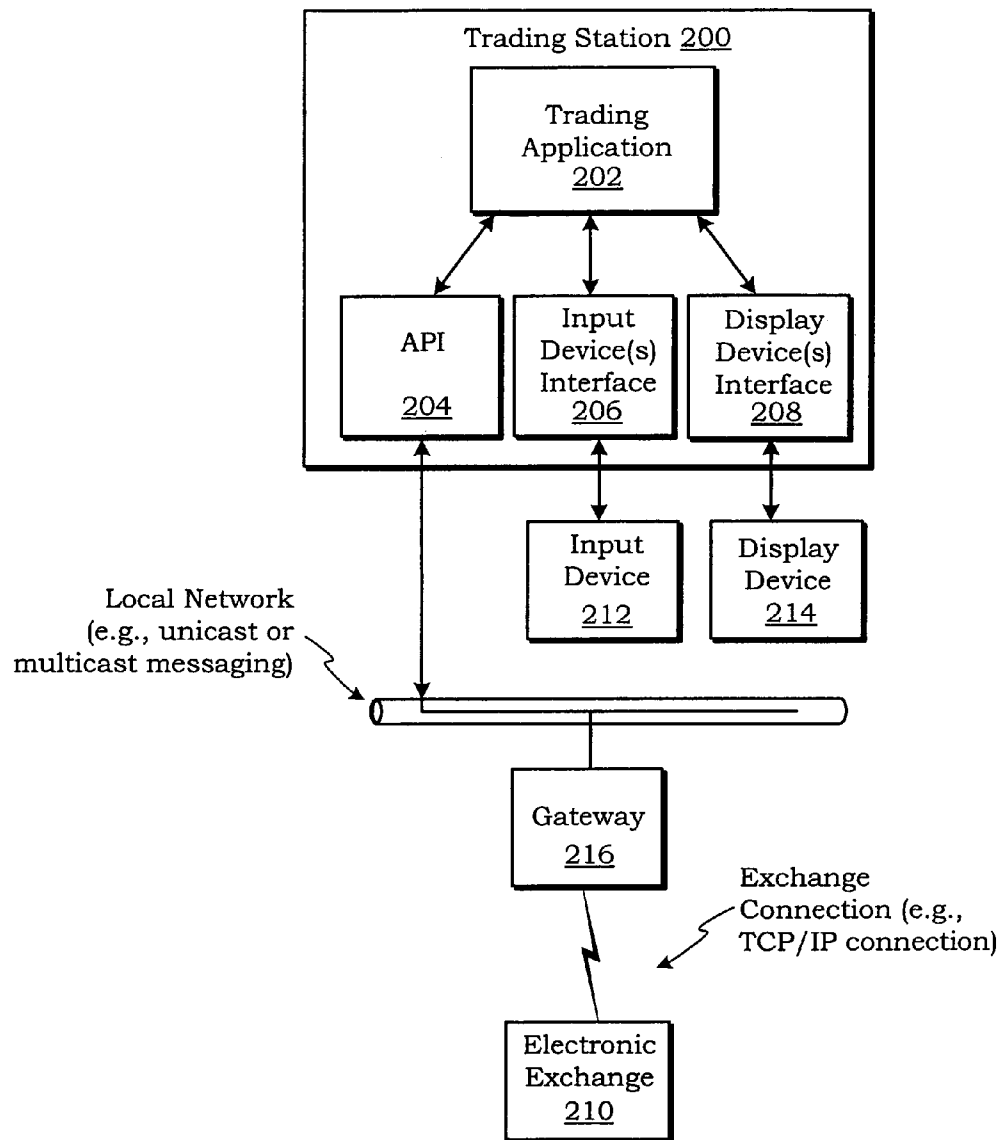 Trading Station 200
Trading
Application
202
API
204
Input
Device(s)
Interface
206
Display
Device(s)
Interface
208
Input
Device
212
Display
Device
214
Local Network
(e.g., unicast or
multicast messaging)
Gateway
216
Exchange
Connection (e.g.,
TCP/IP connection)
Electronic
Exchange
210